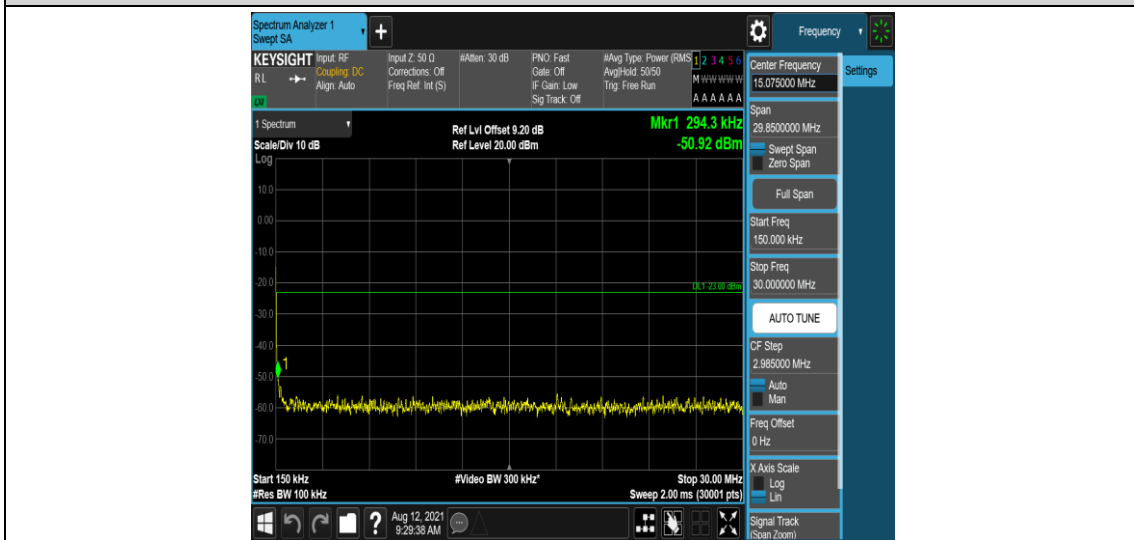 Spectrum Analyzer 1
Swept SA
+
Frequency
KEYSIGHT
RL
LXI
Input: RF
Coupling: DC
Align: Auto
Input Z: 50 Ω
Corrections: Off
Freq Ref: Int (S)
#Atten: 30 dB
PNO: Fast
Gate: Off
IF Gain: Low
Sig Track: Off
#Avg Type: Power (RMS
Avg|Hold: 50/50
Trig: Free Run
1 2 3 4 5 6
M W W W W W
A A A A A A
1 Spectrum
Scale/Div 10 dB
Ref Lvl Offset 9.20 dB
Ref Level 20.00 dBm
Mkr1 294.3 kHz
-50.92 dBm
Log
10.0
0.00
-10.0
-20.0
DL1 -23.00 dBm
-30.0
-40.0
1
-50.0
-60.0
-70.0
Start 150 kHz
#Video BW 300 kHz*
Stop 30.00 MHz
#Res BW 100 kHz
Sweep 2.00 ms (30001 pts)
?
Aug 12, 2021
9:29:38 AM
Center Frequency
15.075000 MHz
Settings
Span
29.8500000 MHz
Swept Span
Zero Span
Full Span
Start Freq
150.000 kHz
Stop Freq
30.000000 MHz
AUTO TUNE
CF Step
2.985000 MHz
Auto
Man
Freq Offset
0 Hz
X Axis Scale
Log
Lin
Signal Track
(Span Zoom)